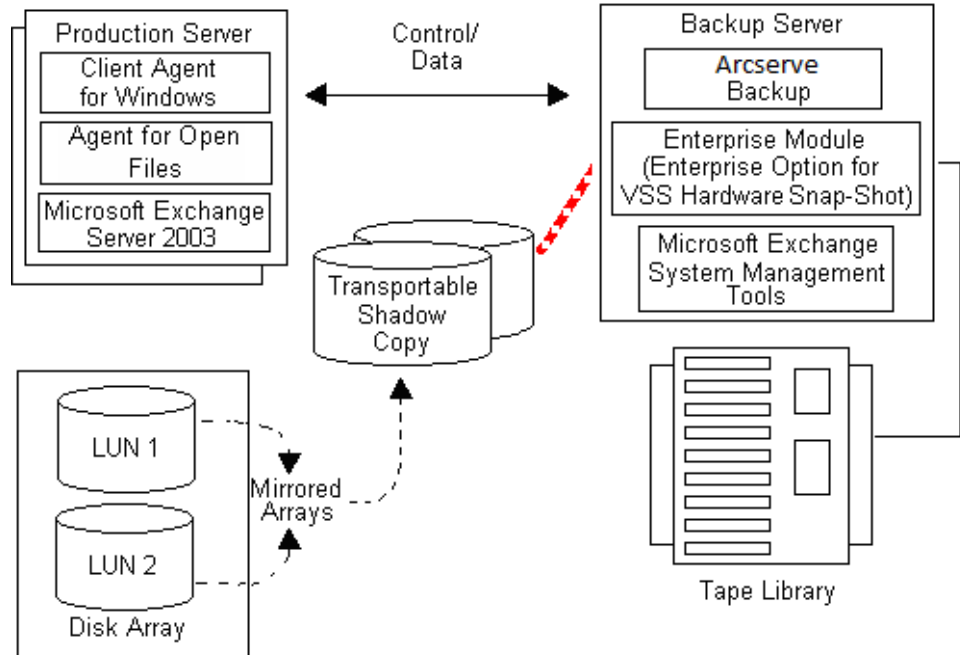 Production Server
Client Agent
for Windows
Agent for Open
Files
Microsoft Exchange
Server 2003
Control/
Data
Backup Server
Arcserve
Backup
Enterprise Module
(Enterprise Option for
VSS Hardware Snap-Shot)
Microsoft Exchange
System Management
Tools
Transportable
Shadow
Copy
LUN 1
LUN 2
Disk Array
Mirrored
Arrays
Tape Library